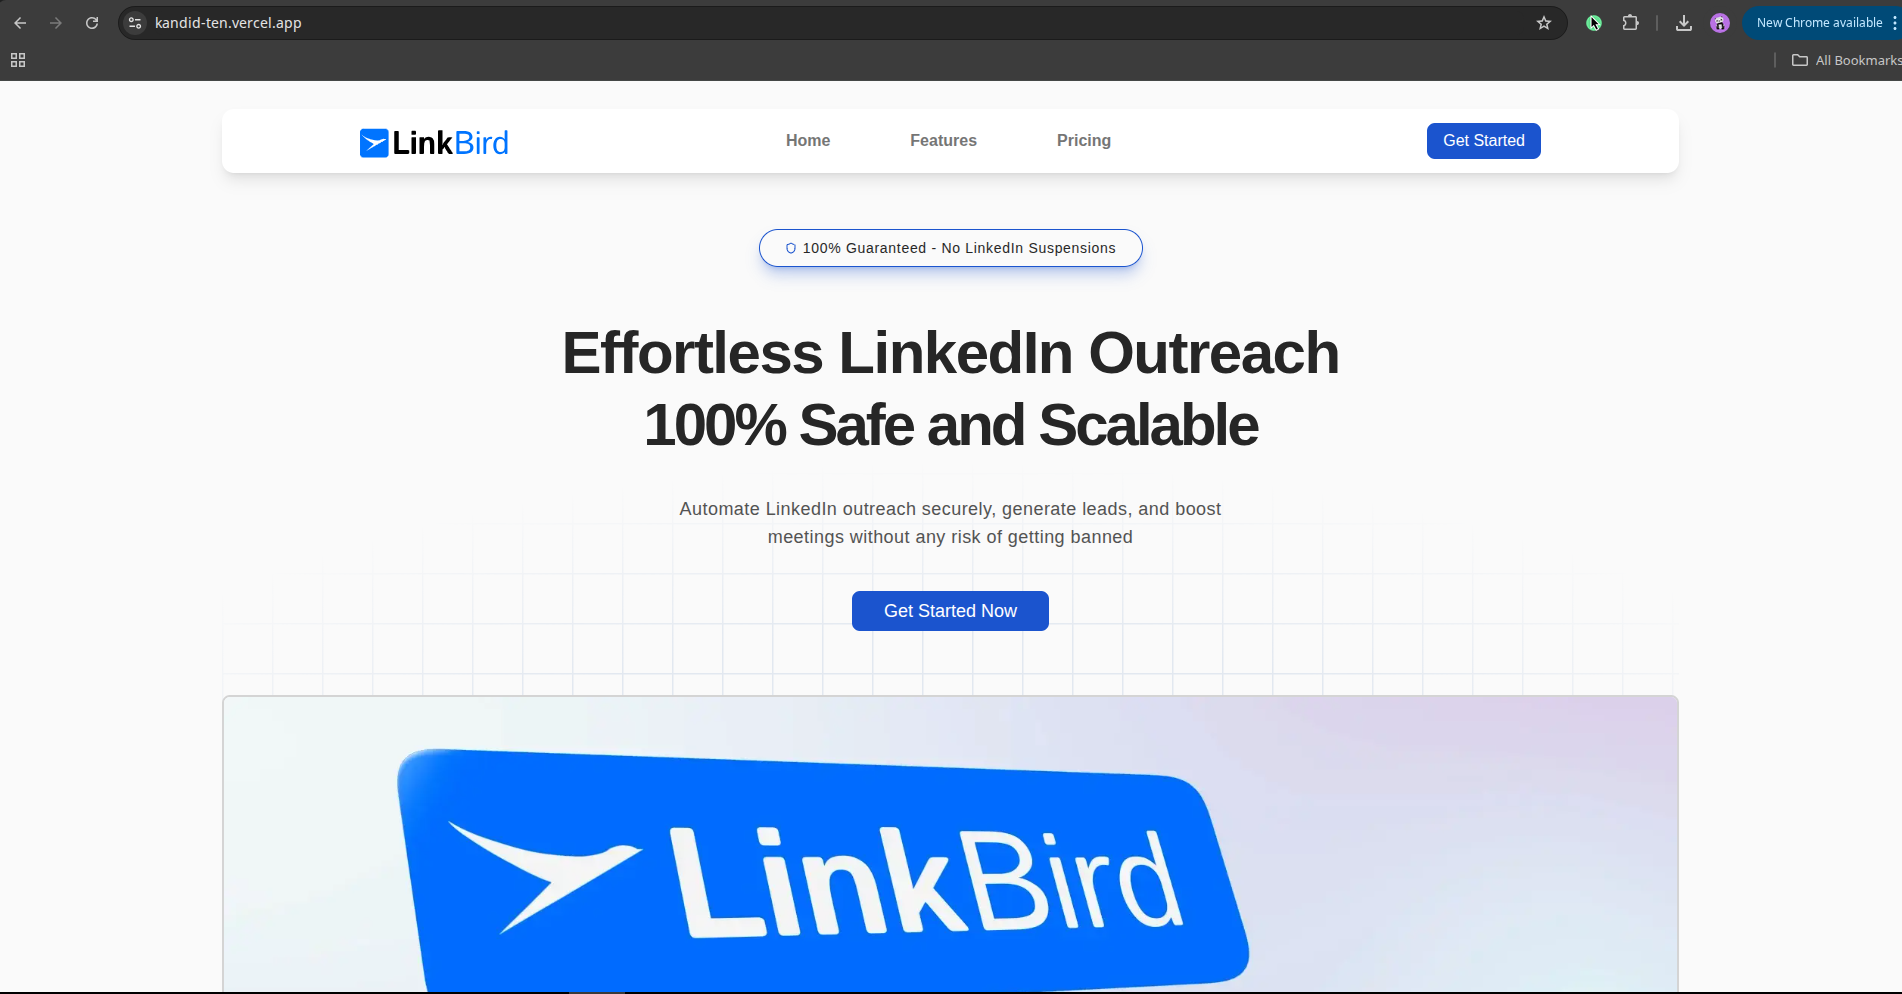 kandid-ten.vercel.app
New Chrome available
All Bookmarks
LinkBird
Home
Features
Pricing
Get Started
100% Guaranteed - No LinkedIn Suspensions
Effortless LinkedIn Outreach
100% Safe and Scalable
Automate LinkedIn outreach securely, generate leads, and boost
meetings without any risk of getting banned
Get Started Now
LinkBird